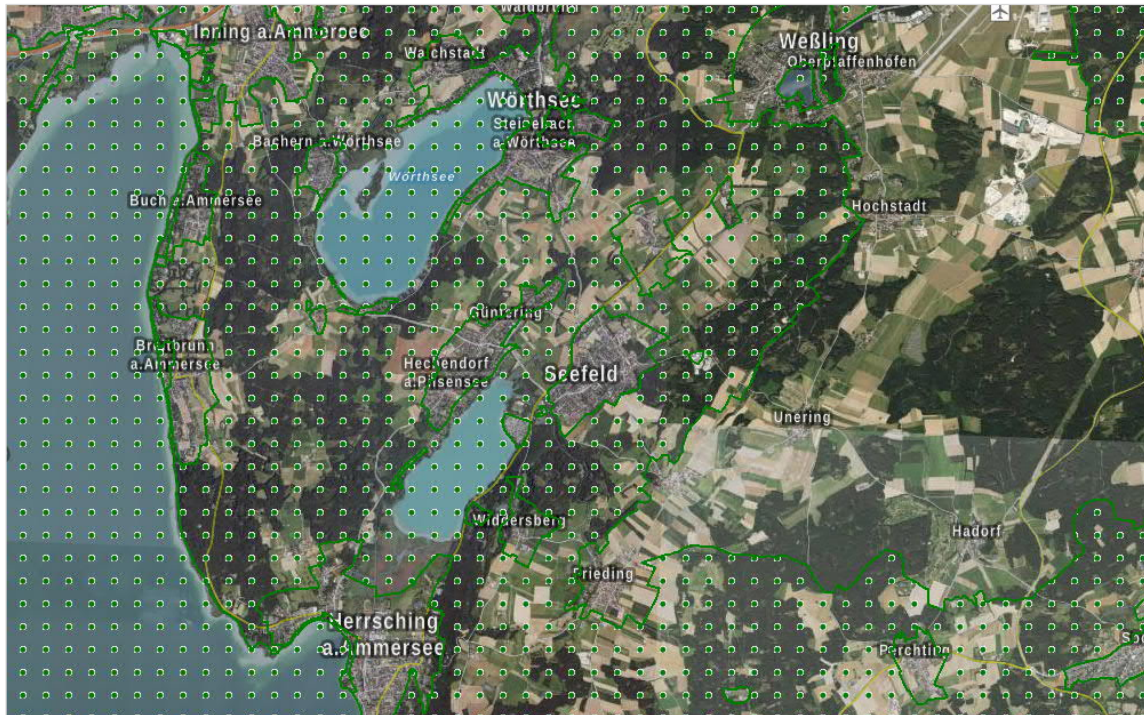 Inning a.Ammersee
Walchstadt
Weßling
Oberpfaffenhofen
Wörthsee
Steinebach
a.Wörthsee
Bachern a.Wörthsee
Wörthsee
Buch a.Ammersee
Hochstadt
Güntering
Breitbrunn
a.Ammersee
Hechendorf
a.Pilsensee
Seefeld
Unering
Widdersberg
Hadorf
Frieding
Herrsching
a.Ammersee
Perchting